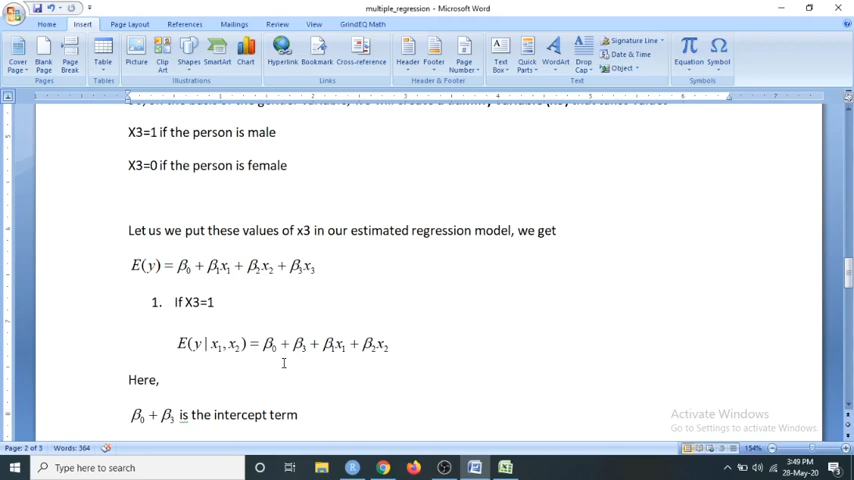 multiple_regression - Microsoft Word
Home Insert Page Layout References Mailings Review View GrindEQ Math
Cover Page Blank Page Page Break Table Picture Clip Art Shapes SmartArt Chart Hyperlink Bookmark Cross-reference Header Footer Page Number Text Box Quick Parts WordArt Drop Cap Signature Line Date & Time Object Equation Symbol
Pages Tables Illustrations Links Header & Footer Text Symbols
X3=1 if the person is male
X3=0 if the person is female
Let us we put these values of x3 in our estimated regression model, we get
E(y) = β₀ + β₁x₁ + β₂x₂ + β₃x₃
1. If X3=1
E(y | x₁, x₂) = β₀ + β₃ + β₁x₁ + β₂x₂
Here,
β₀ + β₃ is the intercept term
Activate Windows
Go to Settings to activate Windows.
Page: 2 of 3 Words: 364 154%
Type here to search
3:49 PM
28-May-20